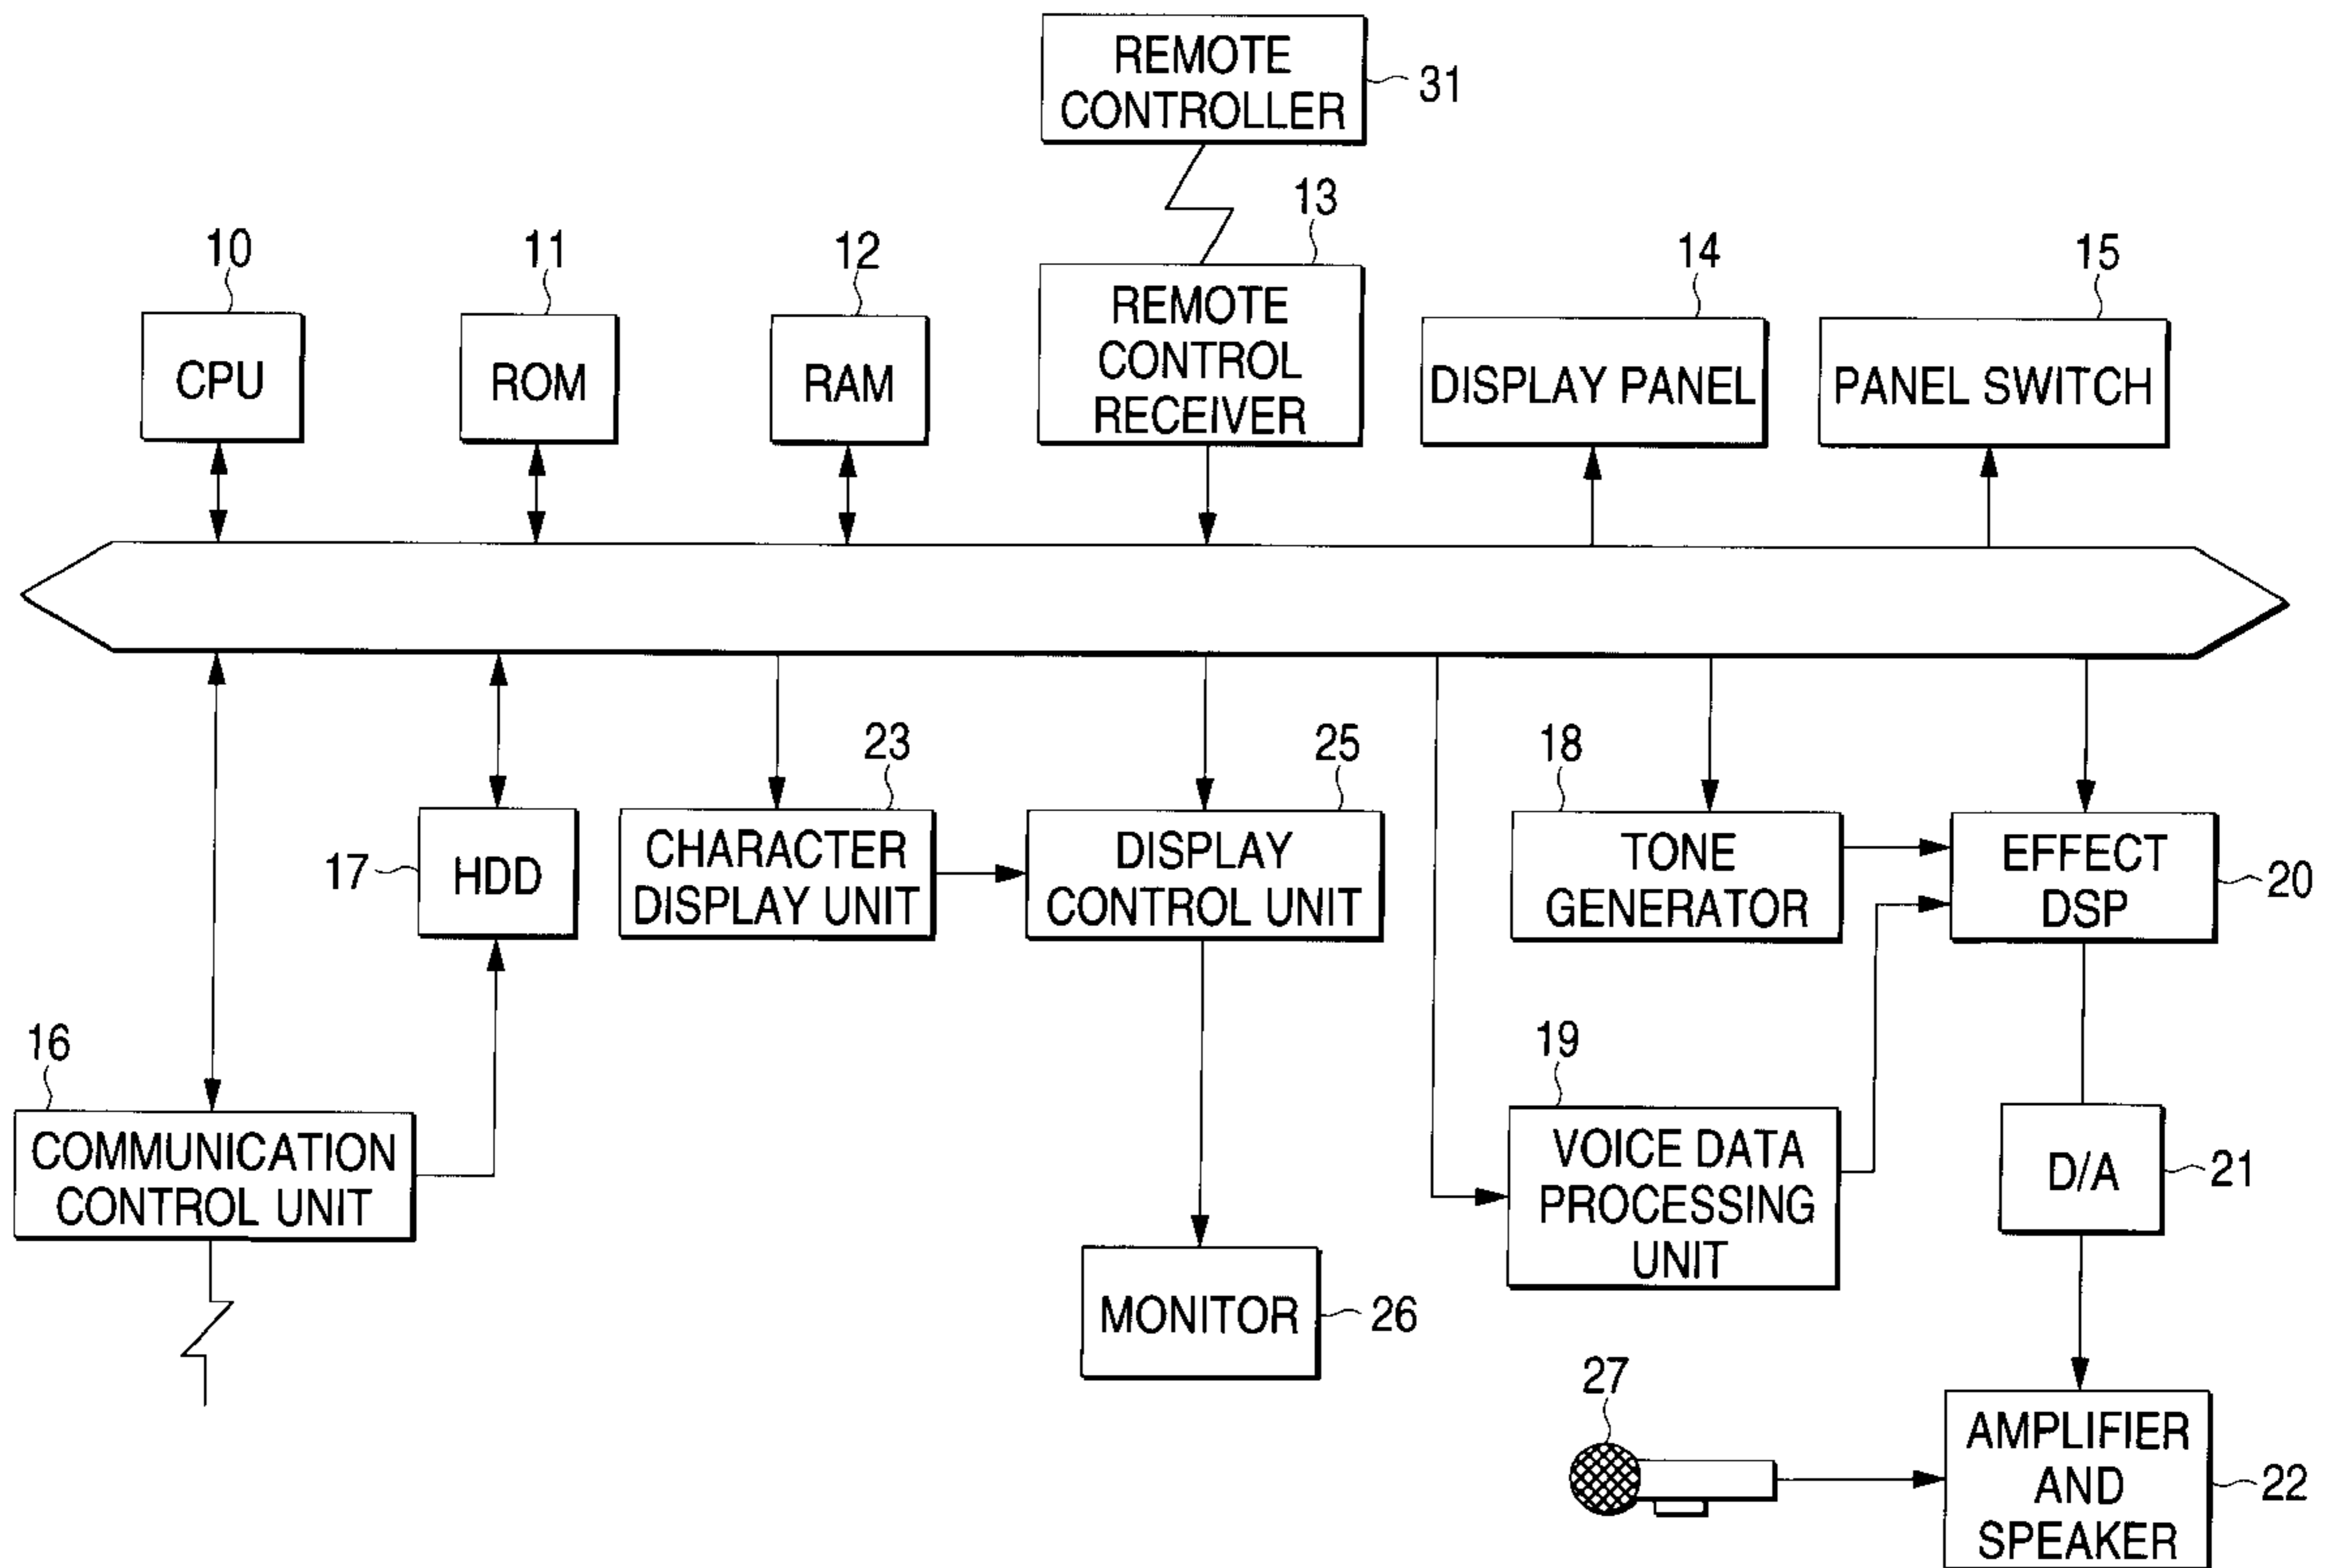 REMOTE
CONTROLLER
31
13
10
11
12
14
15
CPU
ROM
RAM
REMOTE
CONTROL
RECEIVER
DISPLAY PANEL
PANEL SWITCH
23
25
18
17
HDD
CHARACTER
DISPLAY UNIT
DISPLAY
CONTROL UNIT
TONE
GENERATOR
EFFECT
DSP
20
16
19
COMMUNICATION
CONTROL UNIT
VOICE DATA
PROCESSING
UNIT
D/A
21
MONITOR
26
27
AMPLIFIER
AND
SPEAKER
22